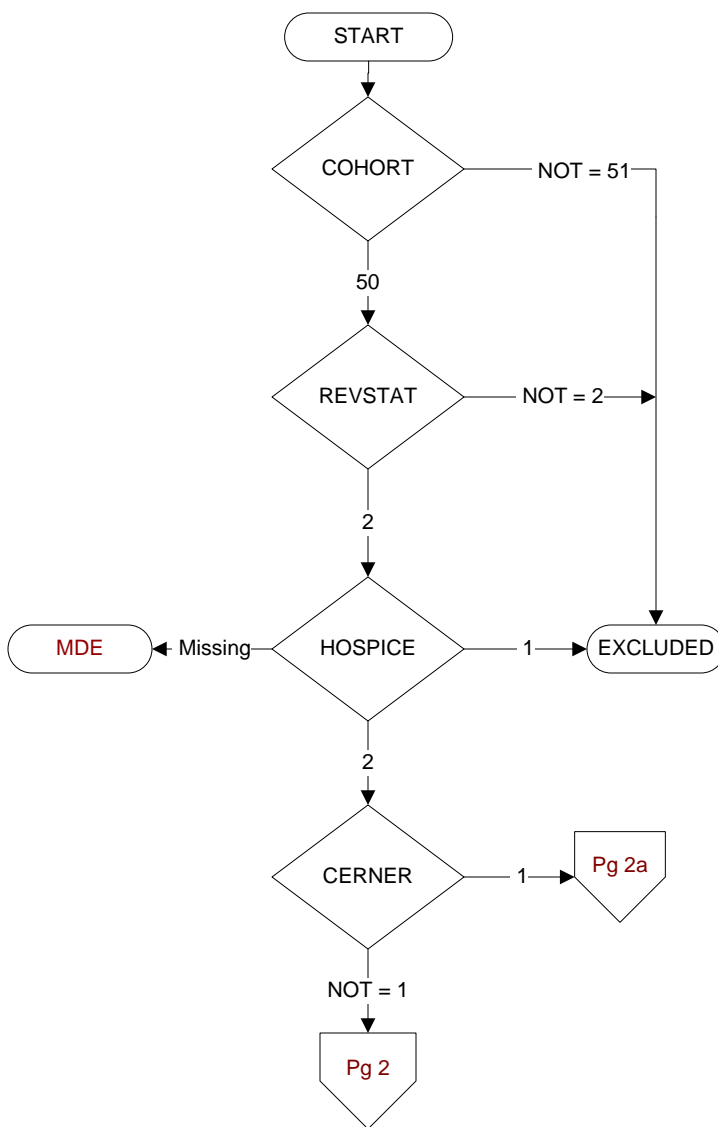 START
COHORT
NOT = 51
50
REVSTAT
NOT = 2
2
MDE
Missing
HOSPICE
1
EXCLUDED
2
CERNER
1
Pg 2a
NOT = 1
Pg 2